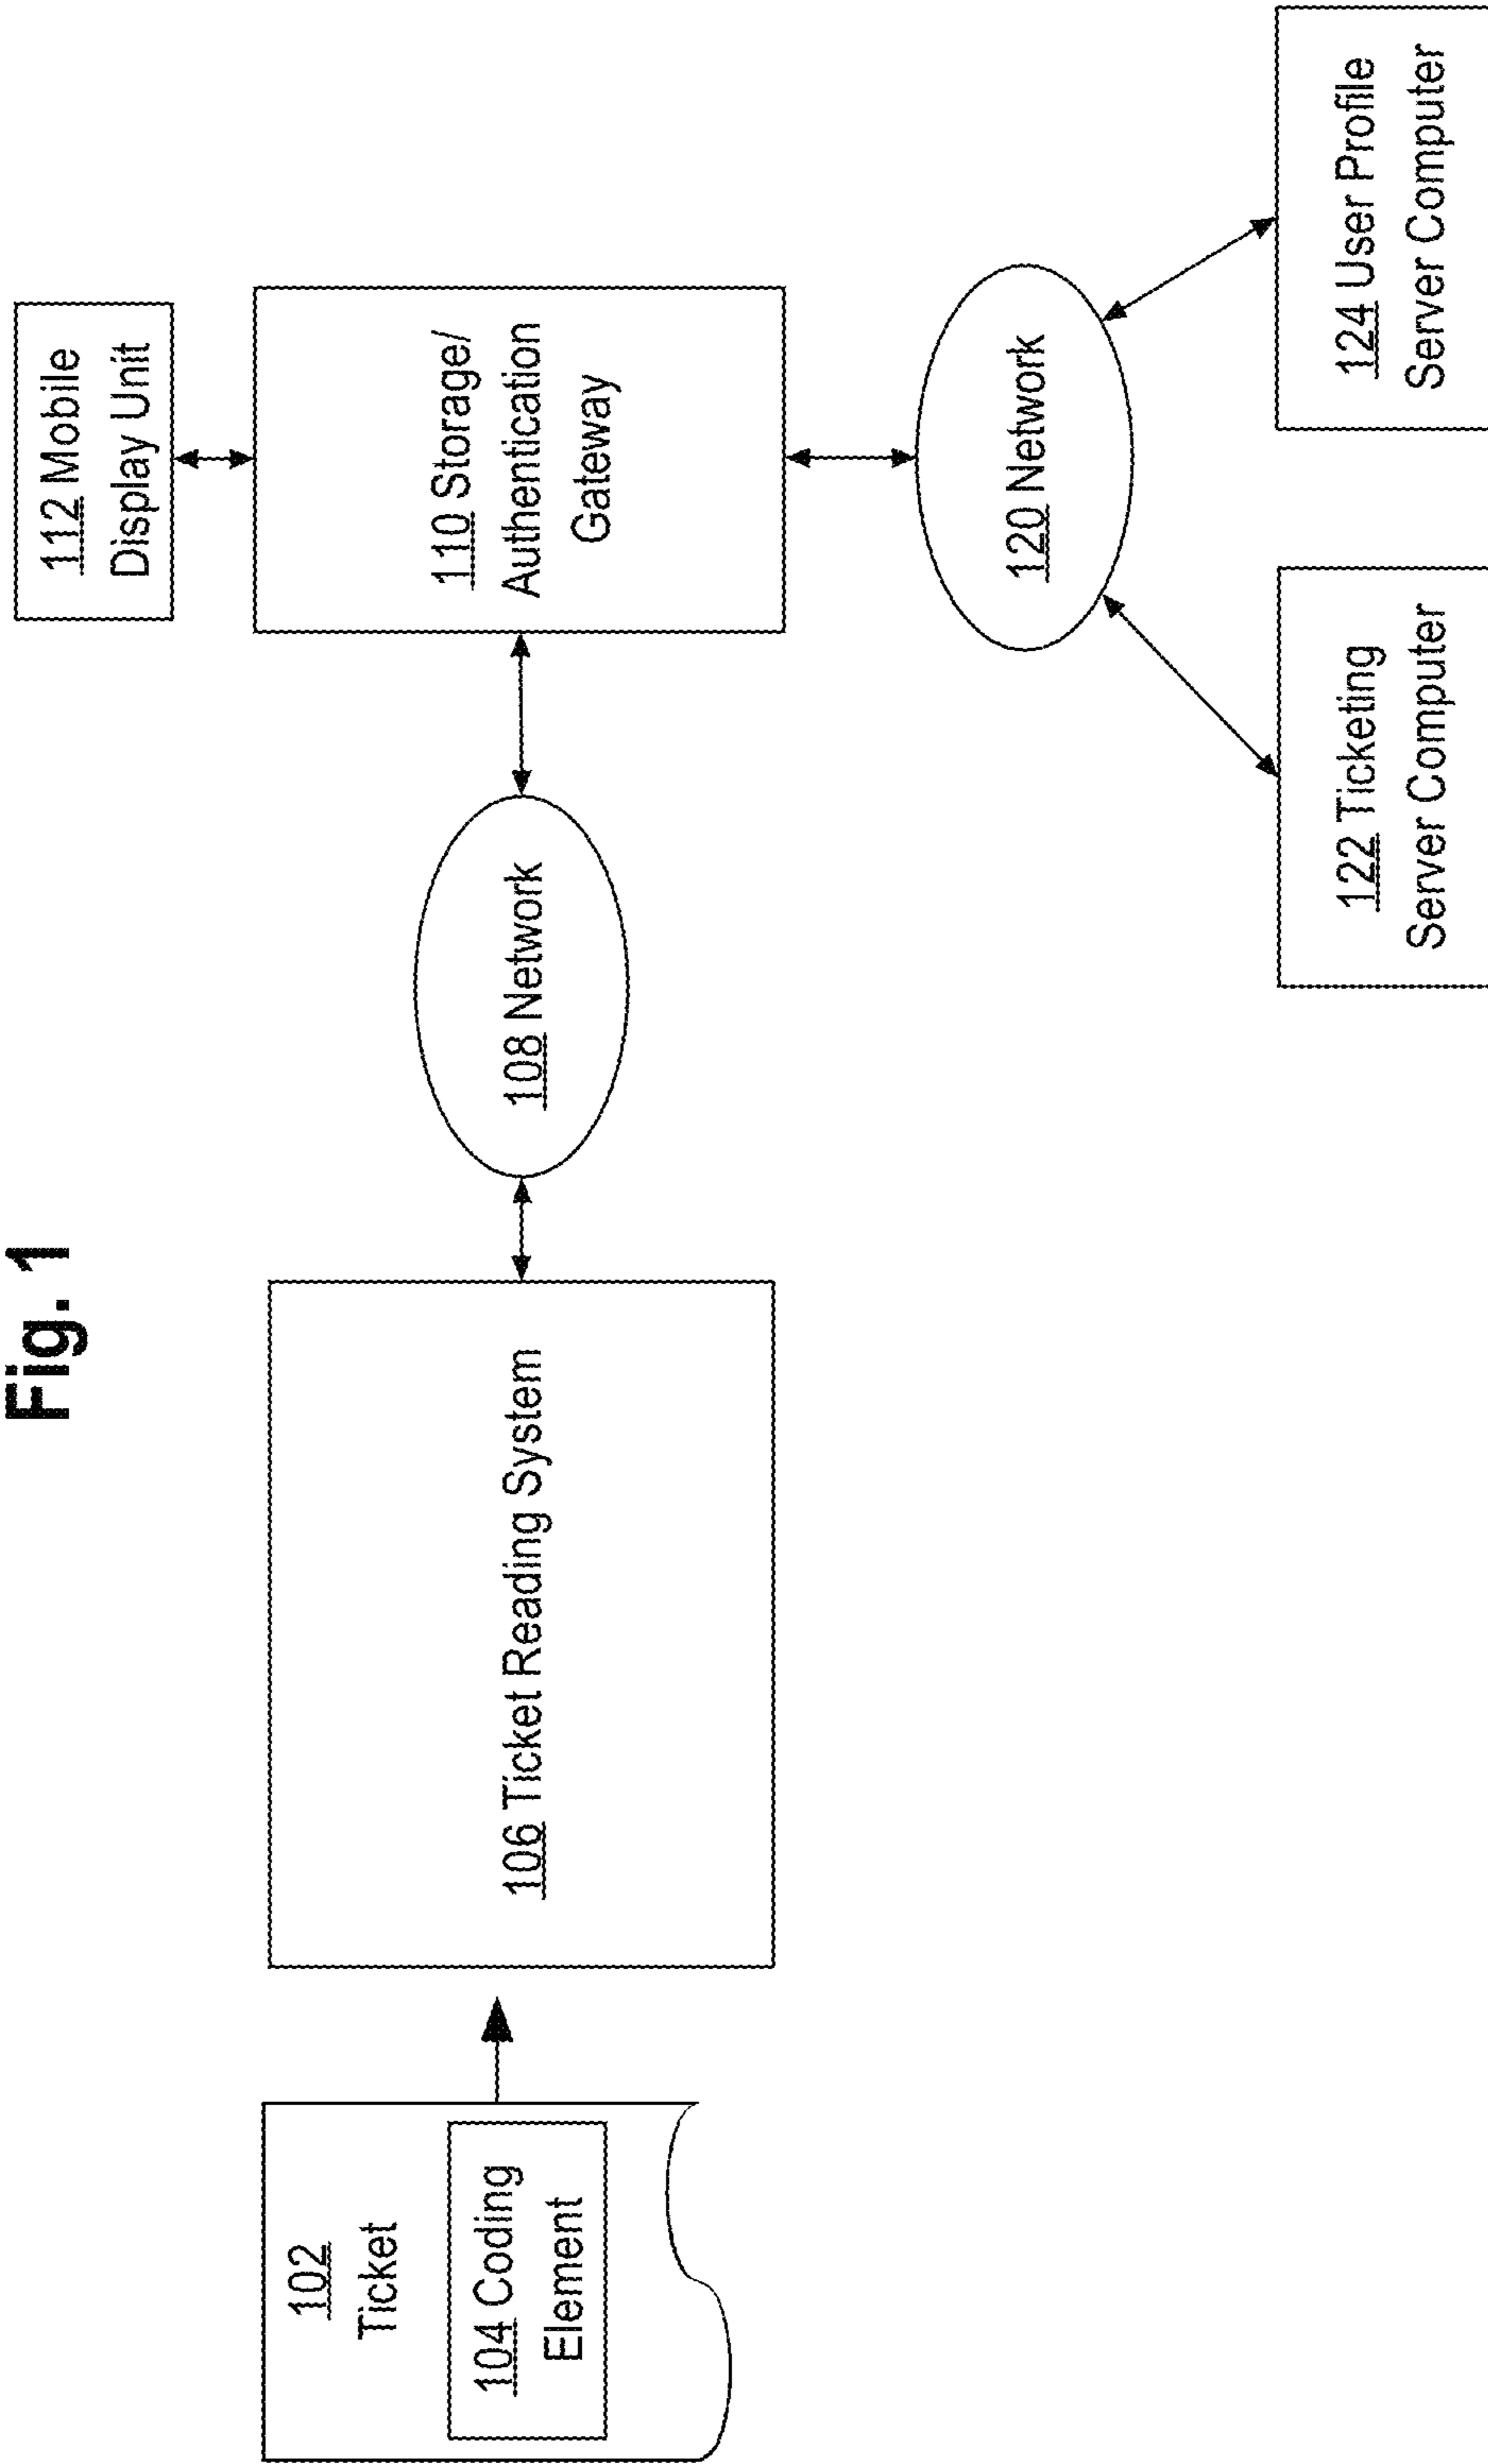 Fig. 1
102
Ticket
104 Coding
Element
106 Ticket Reading System
108 Network
112 Mobile
Display Unit
110 Storage/
Authentication
Gateway
120 Network
122 Ticketing
Server Computer
124 User Profile
Server Computer